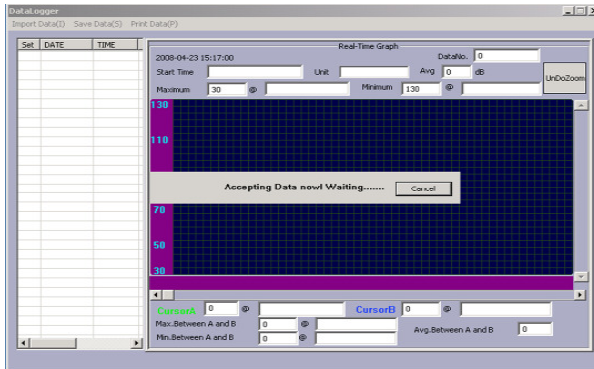 DataLogger
Import Data(I) Save Data(S) Print Data(P)
Set DATE TIME
Real-Time Graph
2008-04-23 15:17:00 DataNo. 0
Start Time Unit Avg 0 dB
UnDoZoom
Maximum 30 @ Minimum 130 @
130
110
Accepting Data now! Waiting....... Cancel
70
50
30
CursorA 0 @ CursorB 0 @
Max.Between A and B 0 @
Avg.Between A and B 0
Min.Between A and B 0 @